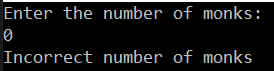 Enter the number of monks:
0
Incorrect number of monks